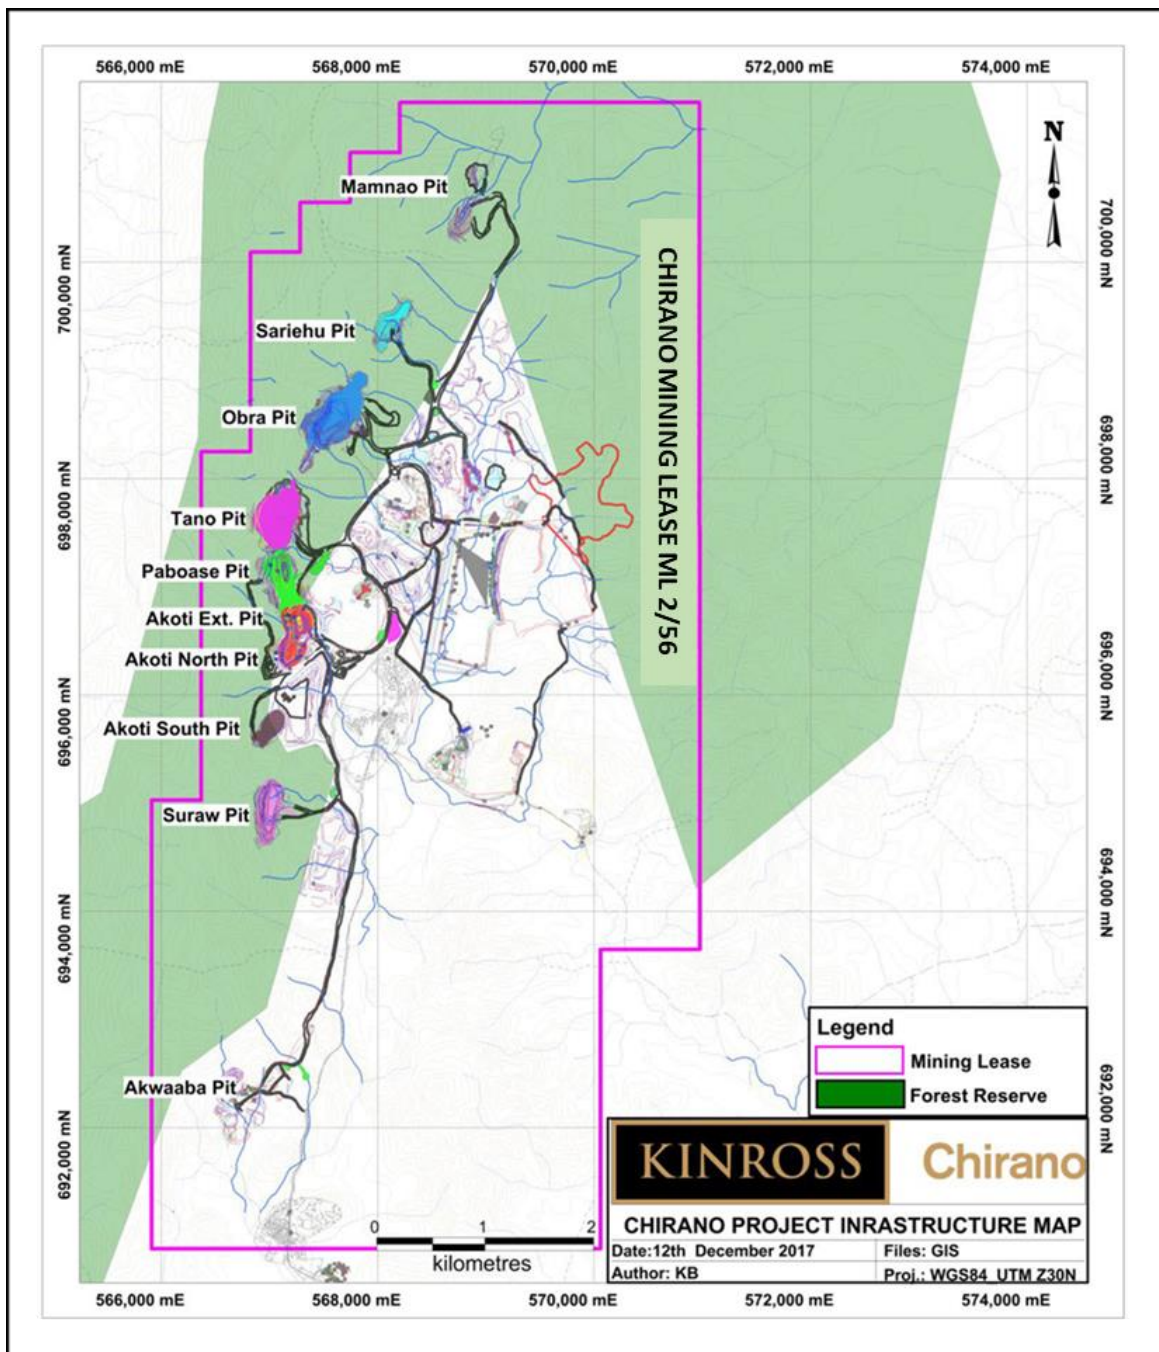 566,000 mE 568,000 mE 570,000 mE 572,000 mE 574,000 mE
N
Mamnao Pit
700,000 mN
700,000 mN
CHIRANO MINING LEASE ML 2/56
Sariehu Pit
Obra Pit
698,000 mN
698,000 mN
Tano Pit
Paboase Pit
Akoti Ext. Pit
Akoti North Pit
696,000 mN
696,000 mN
Akoti South Pit
Suraw Pit
694,000 mN
694,000 mN
Legend
Mining Lease
Forest Reserve
Akwaaba Pit
692,000 mN
692,000 mN
KINROSS Chirano
0 1 2
kilometres
CHIRANO PROJECT INRASTRUCTURE MAP
Date:12th December 2017 Files: GIS
Author: KB Proj.: WGS84_UTM Z30N
566,000 mE 568,000 mE 570,000 mE 572,000 mE 574,000 mE